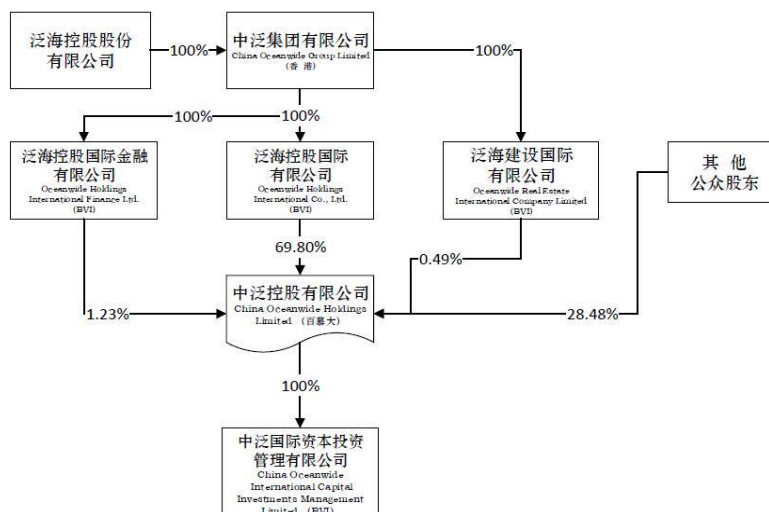 泛海控股股份
有限公司
100%
中泛集团有限公司
China Oceanwide Group Limited
(香 港)
100%
100%
100%
泛海控股国际金融
有限公司
Oceanwide Holdings
International Finance Ltd.
(BVI)
泛海控股国际
有限公司
Oceanwide Holdings
International Co., Ltd.
(BVI)
泛海建设国际
有限公司
Oceanwide Real Estate
International Company Limited
(BVI)
其 他
公众股东
69.80%
0.49%
1.23%
中泛控股有限公司
China Oceanwide Holdings
Limited (百慕大)
28.48%
100%
中泛国际资本投资
管理有限公司
China Oceanwide
International Capital
Investments Management
Limited (BVI)